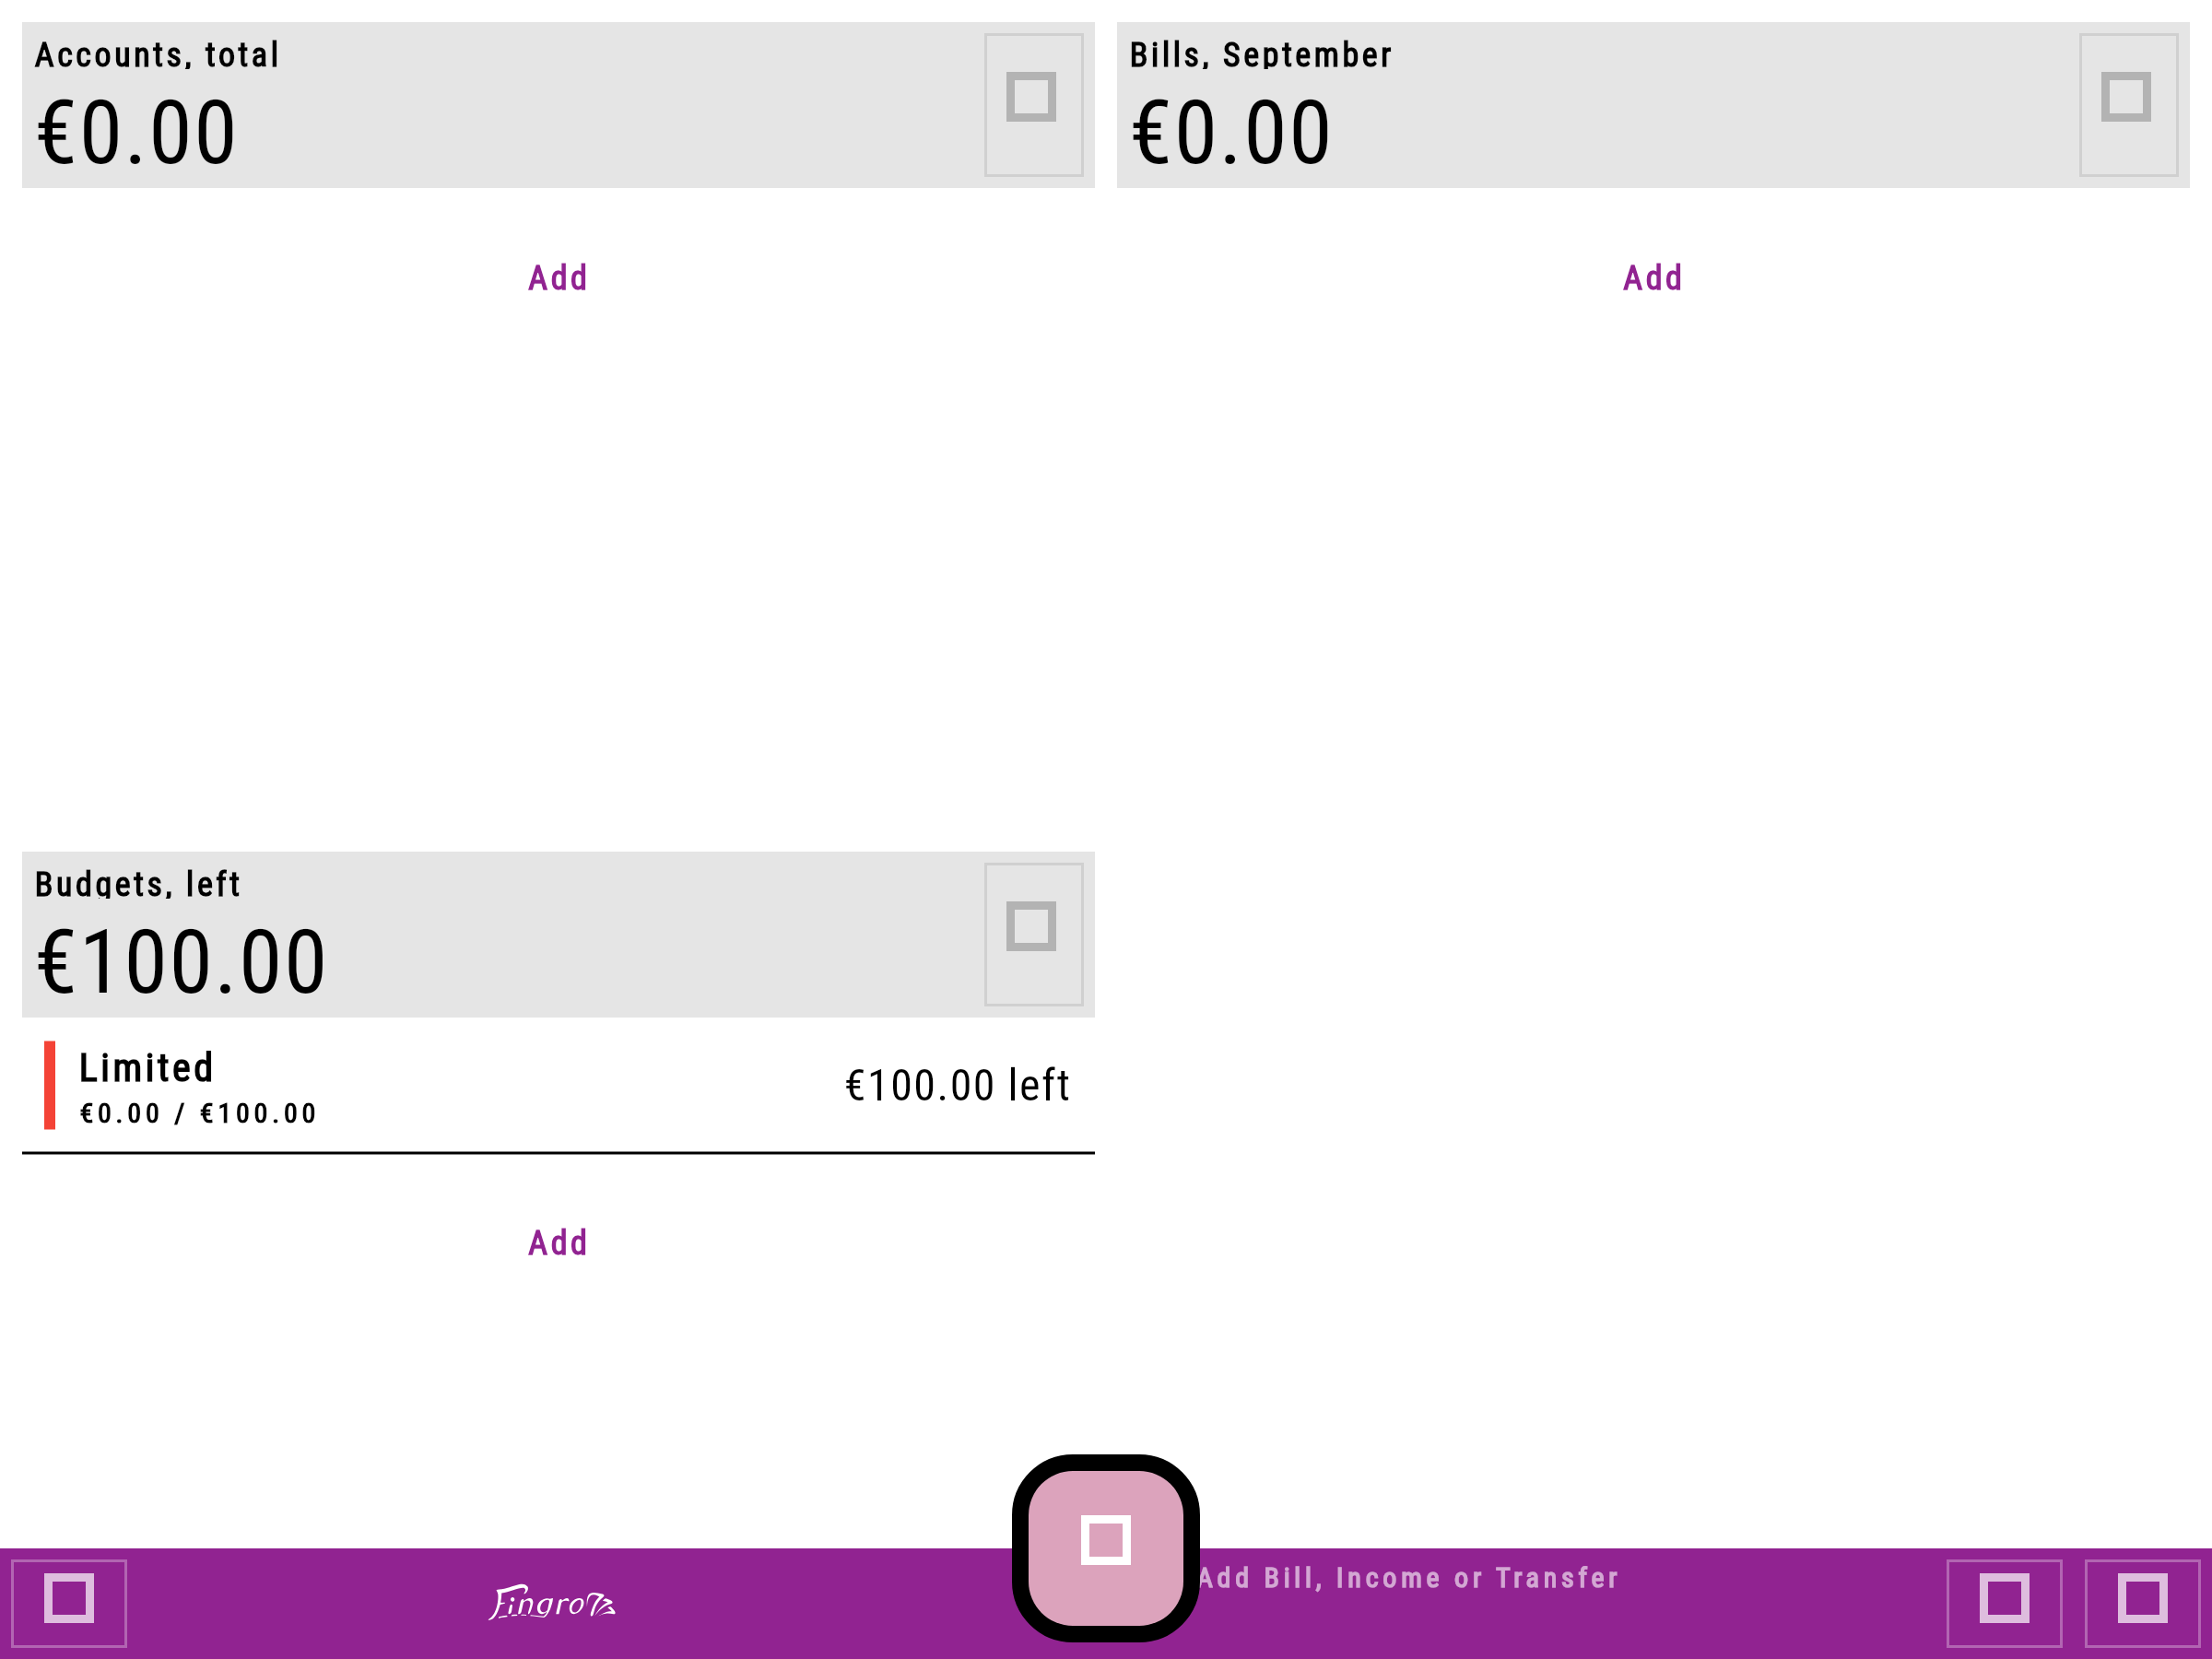 Accounts, total
€0.00
Add
Bills, September
€0.00
Add
Budgets, left
€100.00
Limited
€0.00 / €100.00
€100.00 left
Add
Finaro
Add Bill, Income or Transfer